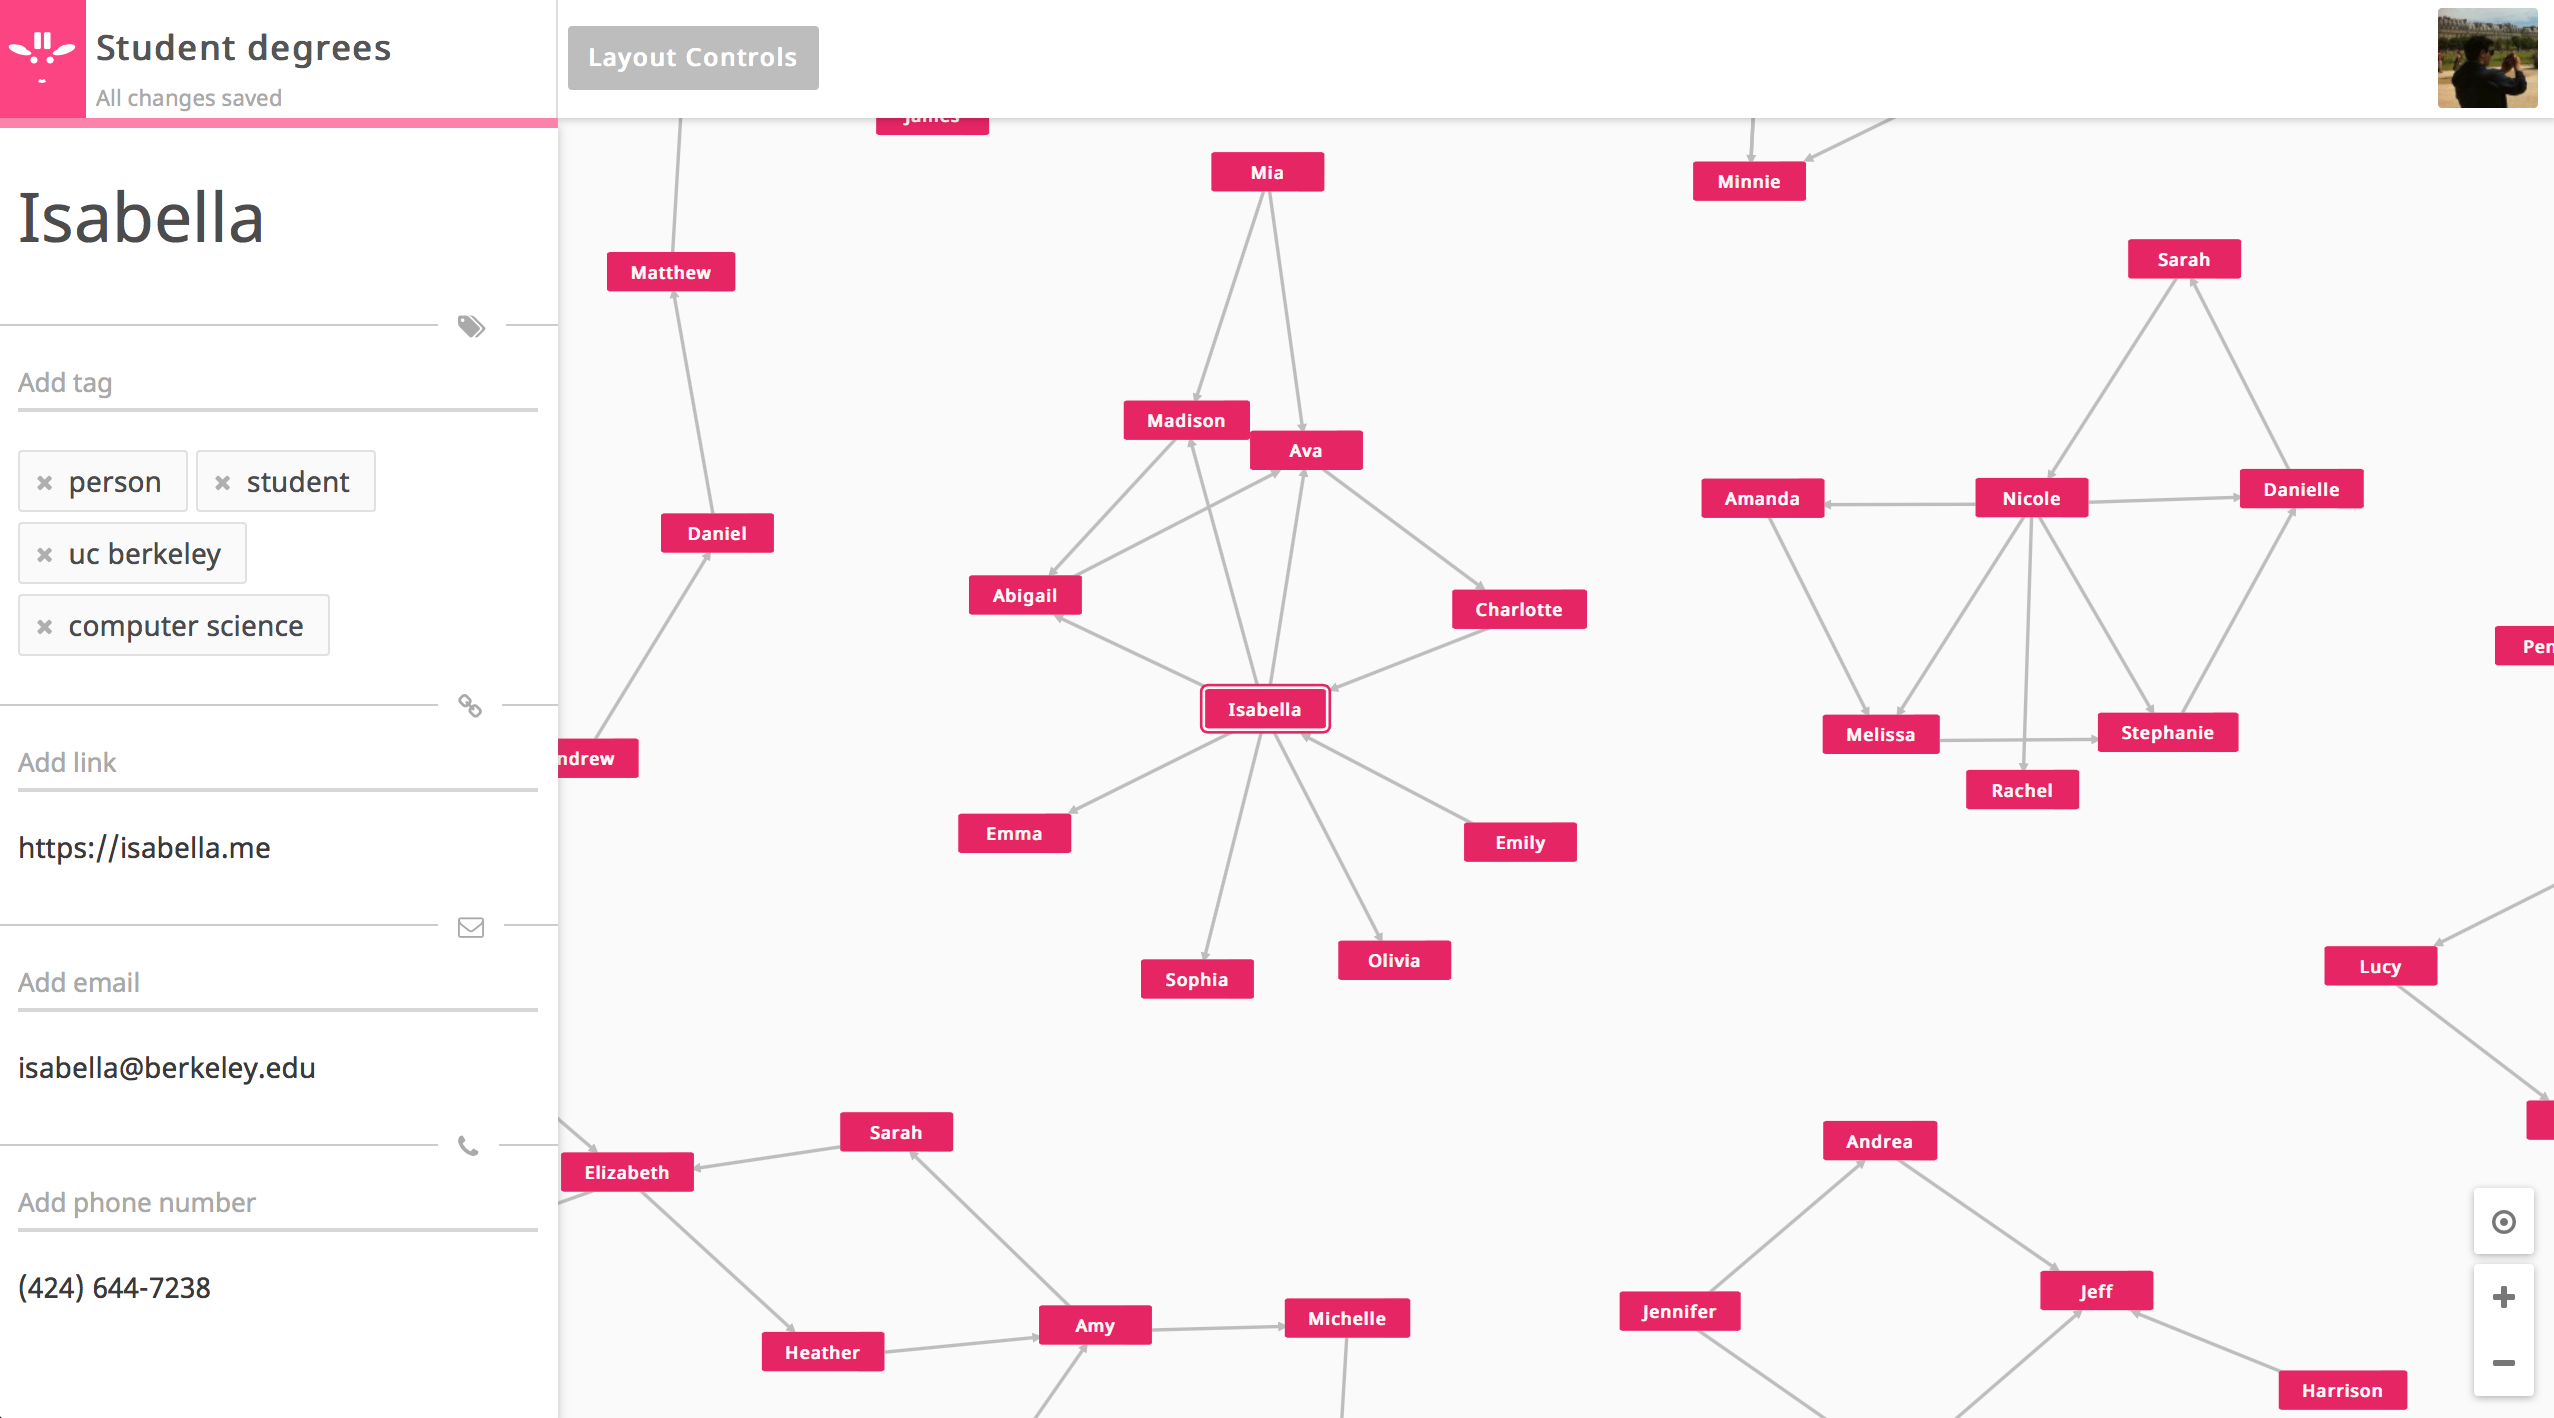 Student degrees
All changes saved
Layout Controls
Isabella
Add tag
person
student
uc berkeley
computer science
Add link
https://isabella.me
Add email
isabella@berkeley.edu
Add phone number
(424) 644-7238
James
Mia
Minnie
Sarah
Matthew
Madison
Ava
Amanda
Nicole
Danielle
Daniel
Abigail
Charlotte
Pen
Isabella
Melissa
Stephanie
ndrew
Rachel
Emma
Emily
Sophia
Olivia
Lucy
Sarah
Andrea
Elizabeth
Jeff
Jennifer
Amy
Michelle
Heather
Harrison